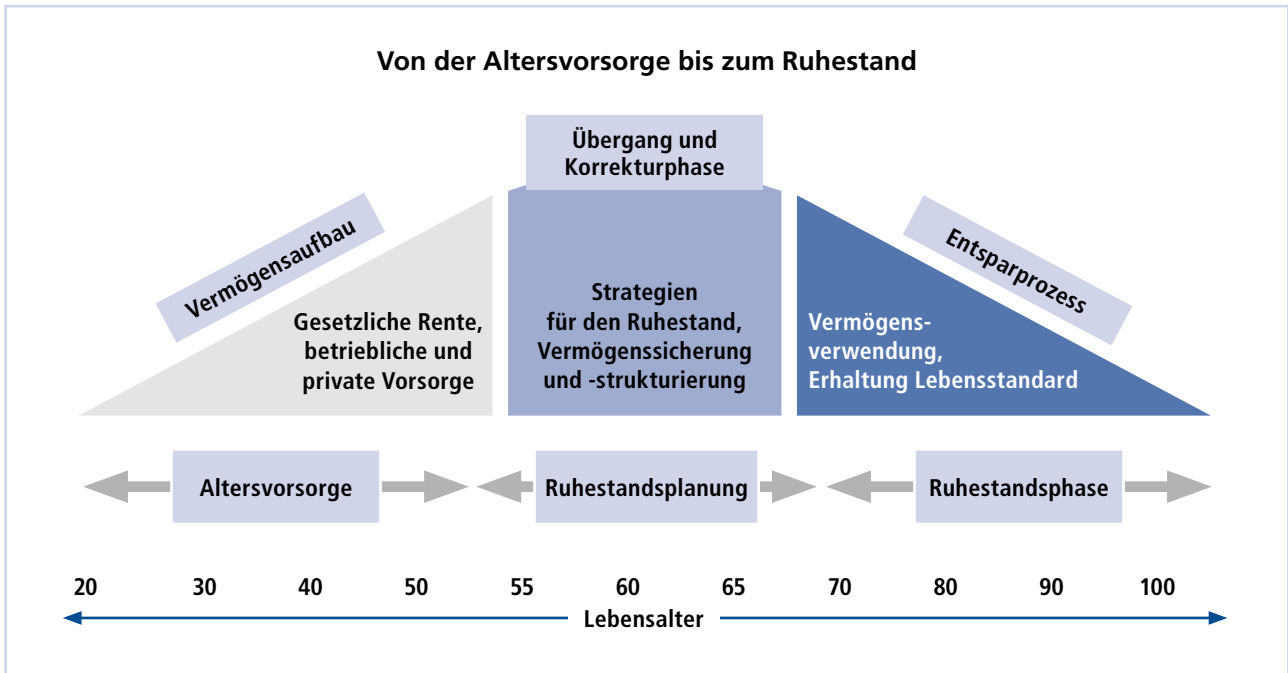 Von der Altersvorsorge bis zum Ruhestand
Übergang und
Korrekturphase
Vermögensaufbau
Entsparprozess
Gesetzliche Rente,
betriebliche und
private Vorsorge
Strategien
für den Ruhestand,
Vermögenssicherung
und -strukturierung
Vermögens-
verwendung,
Erhaltung Lebensstandard
Altersvorsorge
Ruhestandsplanung
Ruhestandsphase
20 30 40 50 55 60 65 70 80 90 100
Lebensalter